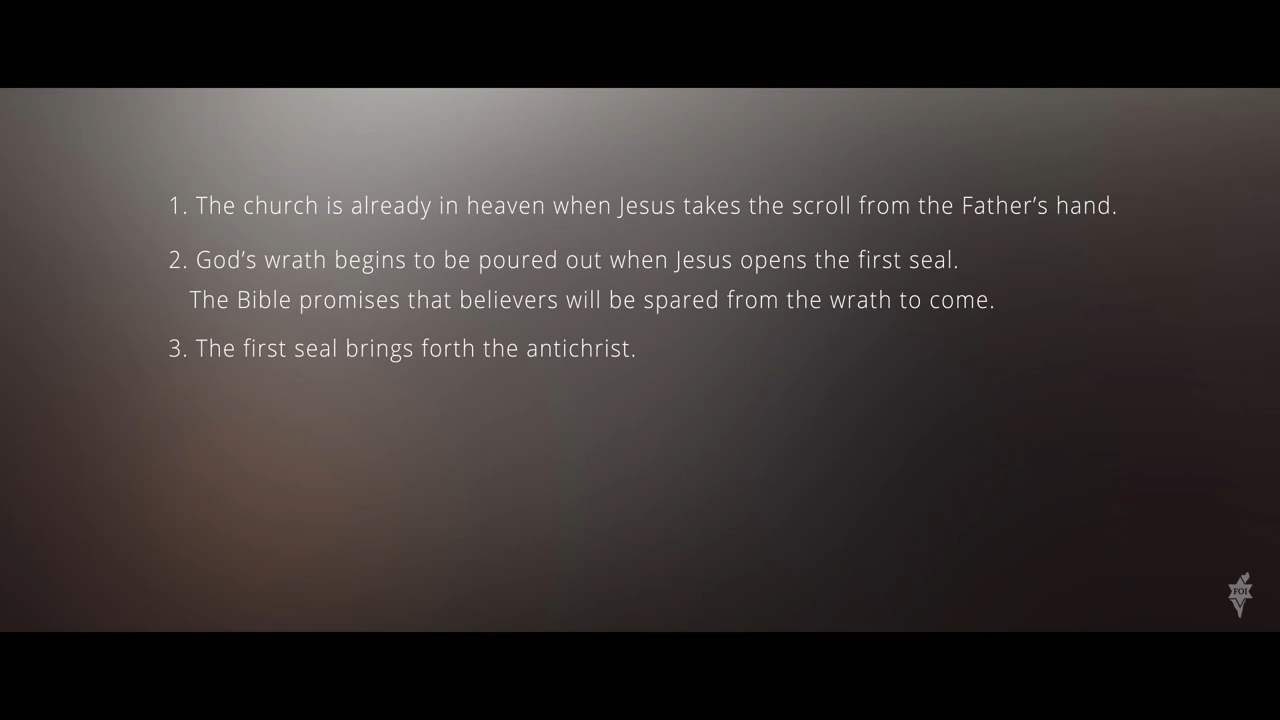 1. The church is already in heaven when Jesus takes the scroll from the Father’s hand.
2. God’s wrath begins to be poured out when Jesus opens the first seal.
The Bible promises that believers will be spared from the wrath to come.
3. The first seal brings forth the antichrist.
FOI